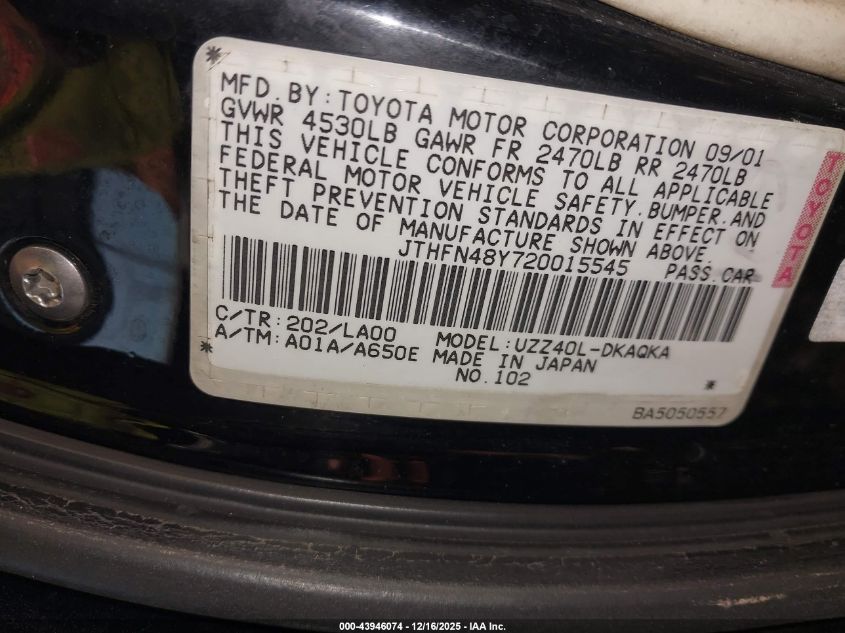 MFD. BY: TOYOTA MOTOR CORPORATION 09/01
GVWR 4530LB GAWR FR 2470LB RR 2470LB
THIS VEHICLE CONFORMS TO ALL APPLICABLE
FEDERAL MOTOR VEHICLE SAFETY, BUMPER, AND
THEFT PREVENTION STANDARDS IN EFFECT ON
THE DATE OF MANUFACTURE SHOWN ABOVE.
JTHFN48Y720015545 PASS. CAR
C/TR: 202/LA00 MODEL: UZZ40L-DKAQKA
A/TM: A01A/A650E MADE IN JAPAN
NO. 102
BA5050557
TOYOTA
000-43946074 - 12/16/2025 - IAA Inc.